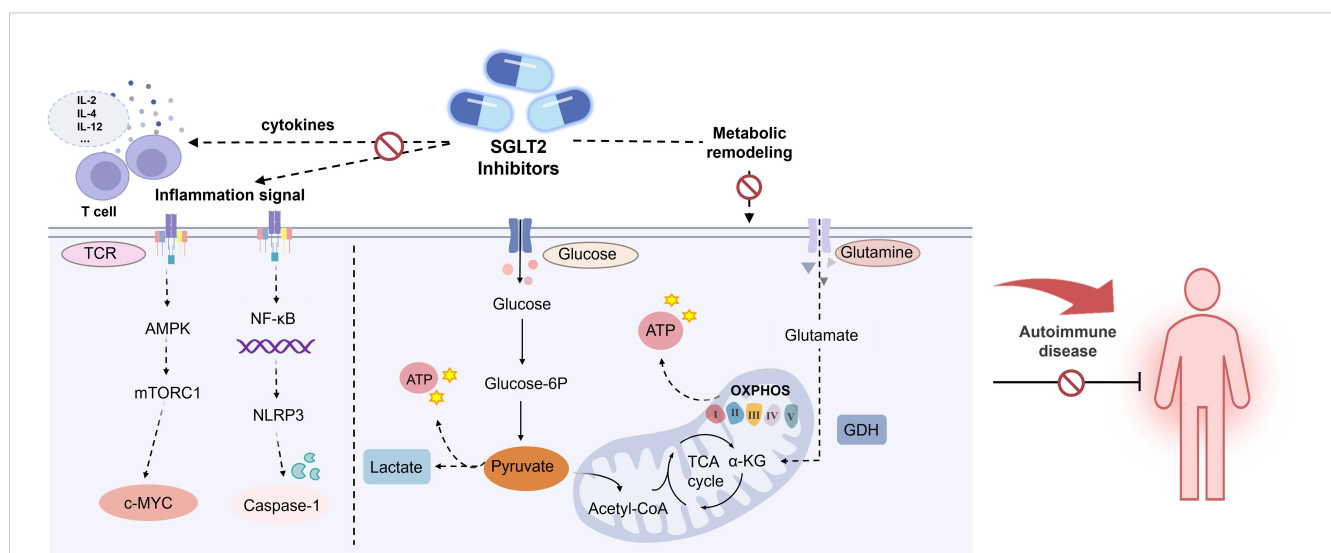 IL-2
IL-4
IL-12
...
T cell
cytokines
Inflammation signal
SGLT2
Inhibitors
Metabolic
remodeling
TCR
AMPK
mTORC1
c-MYC
NF-κB
NLRP3
Caspase-1
Glucose
Glucose
Glucose-6P
ATP
Lactate
Pyruvate
Acetyl-CoA
TCA
cycle
α-KG
ATP
OXPHOS
I II III IV V
Glutamine
Glutamate
GDH
Autoimmune
disease